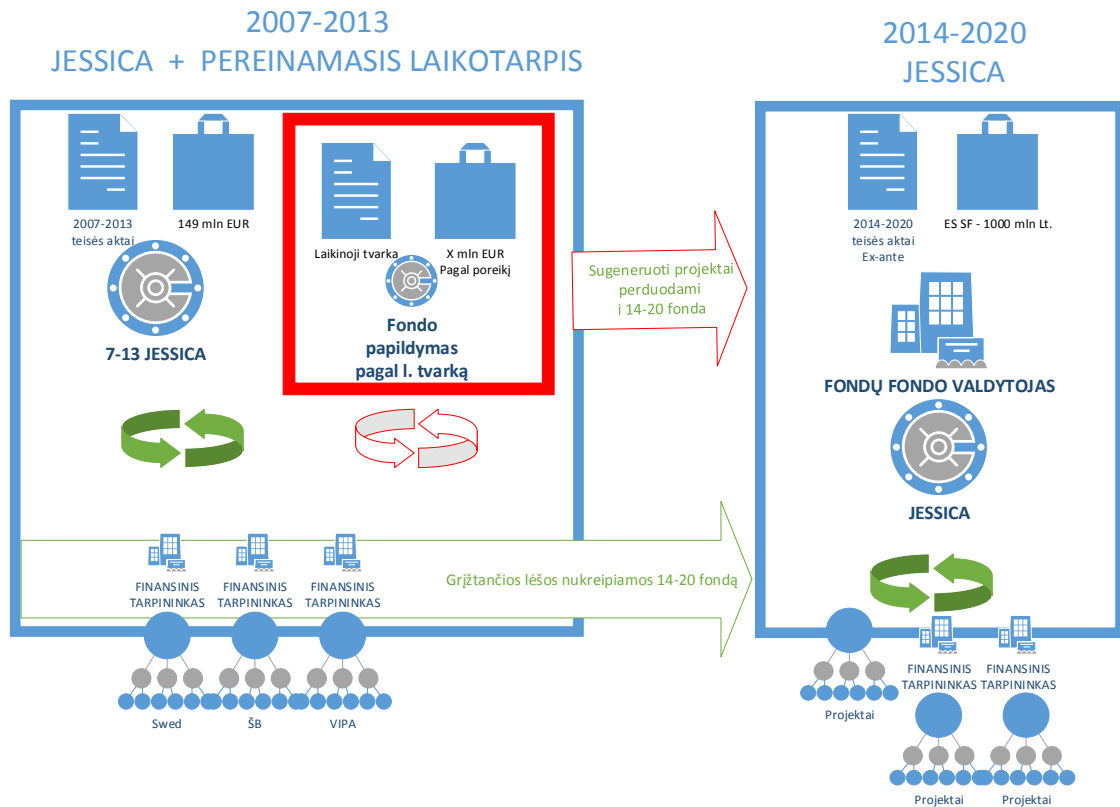 2007-2013
JESSICA + PEREINAMASIS LAIKOTARPIS
2007-2013
teisės aktai
149 mln EUR
7-13 JESSICA
Laikinoji tvarka
X mln EUR
Pagal poreikį
Fondo
papildymas
pagal l. tvarką
Sugeneruoti projektai
perduodami
i 14-20 fonda
Grįžtančios lėšos nukreipiamos 14-20 fondą
FINANSINIS
TARPININKAS
FINANSINIS
TARPININKAS
FINANSINIS
TARPININKAS
Swed
ŠB
VIPA
2014-2020
JESSICA
2014-2020
teisės aktai
Ex-ante
ES SF - 1000 mln Lt.
FONDŲ FONDO VALDYTOJAS
JESSICA
Projektai
FINANSINIS
TARPININKAS
FINANSINIS
TARPININKAS
Projektai
Projektai